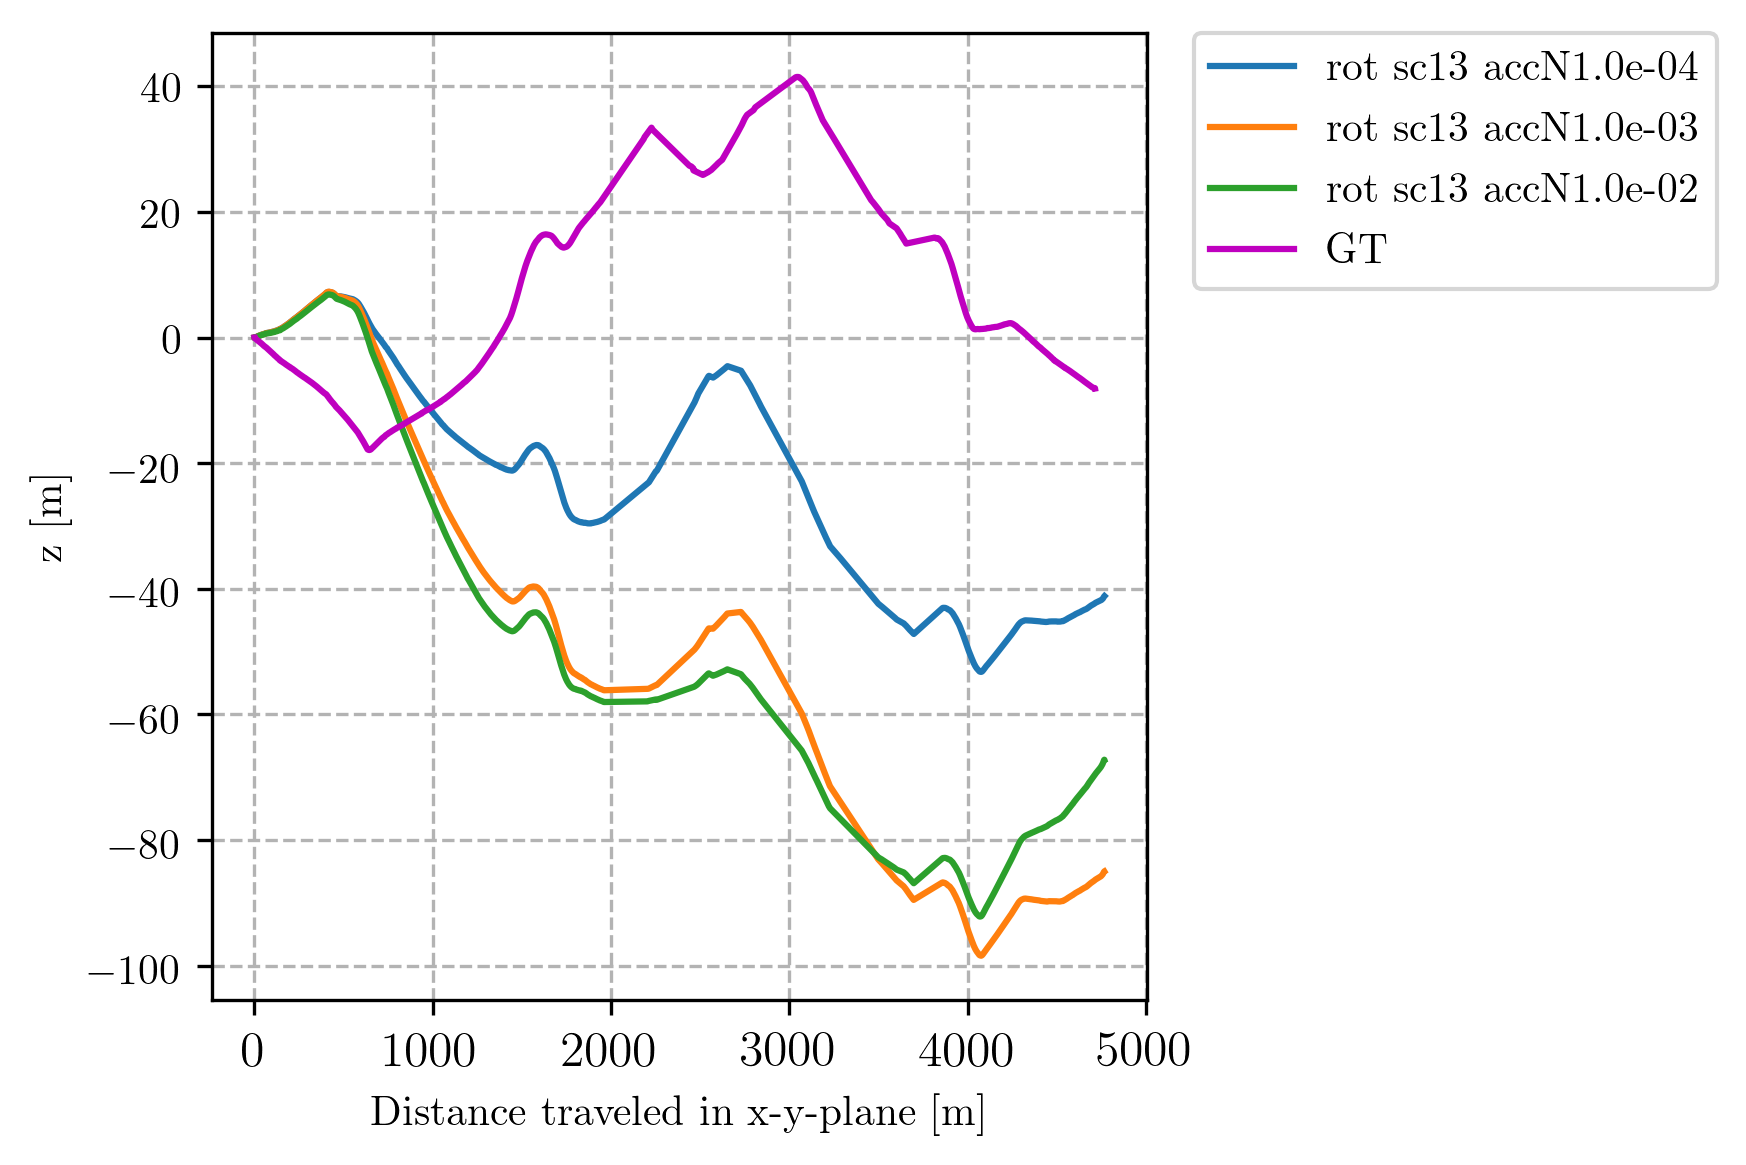 rot sc13 accN1.0e-04
rot sc13 accN1.0e-03
rot sc13 accN1.0e-02
GT
40
20
0
−20
−40
−60
−80
−100
z [m]
0 1000 2000 3000 4000 5000
Distance traveled in x-y-plane [m]